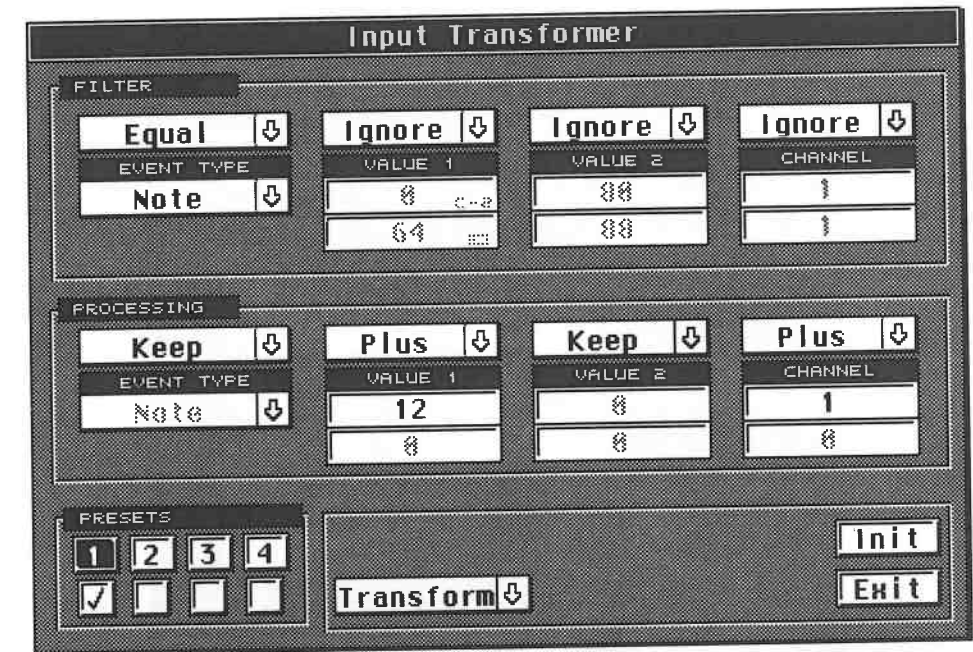 Input Transformer
FILTER
Equal Ignore Ignore Ignore
EVENT TYPE VALUE 1 VALUE 2 CHANNEL
Note 0 c-2 1
64 1
PROCESSING
Keep Plus Keep Plus
EVENT TYPE VALUE 1 VALUE 2 CHANNEL
Note 12 0 1
0 0 0
PRESETS
1 2 3 4
Init
Transform Exit